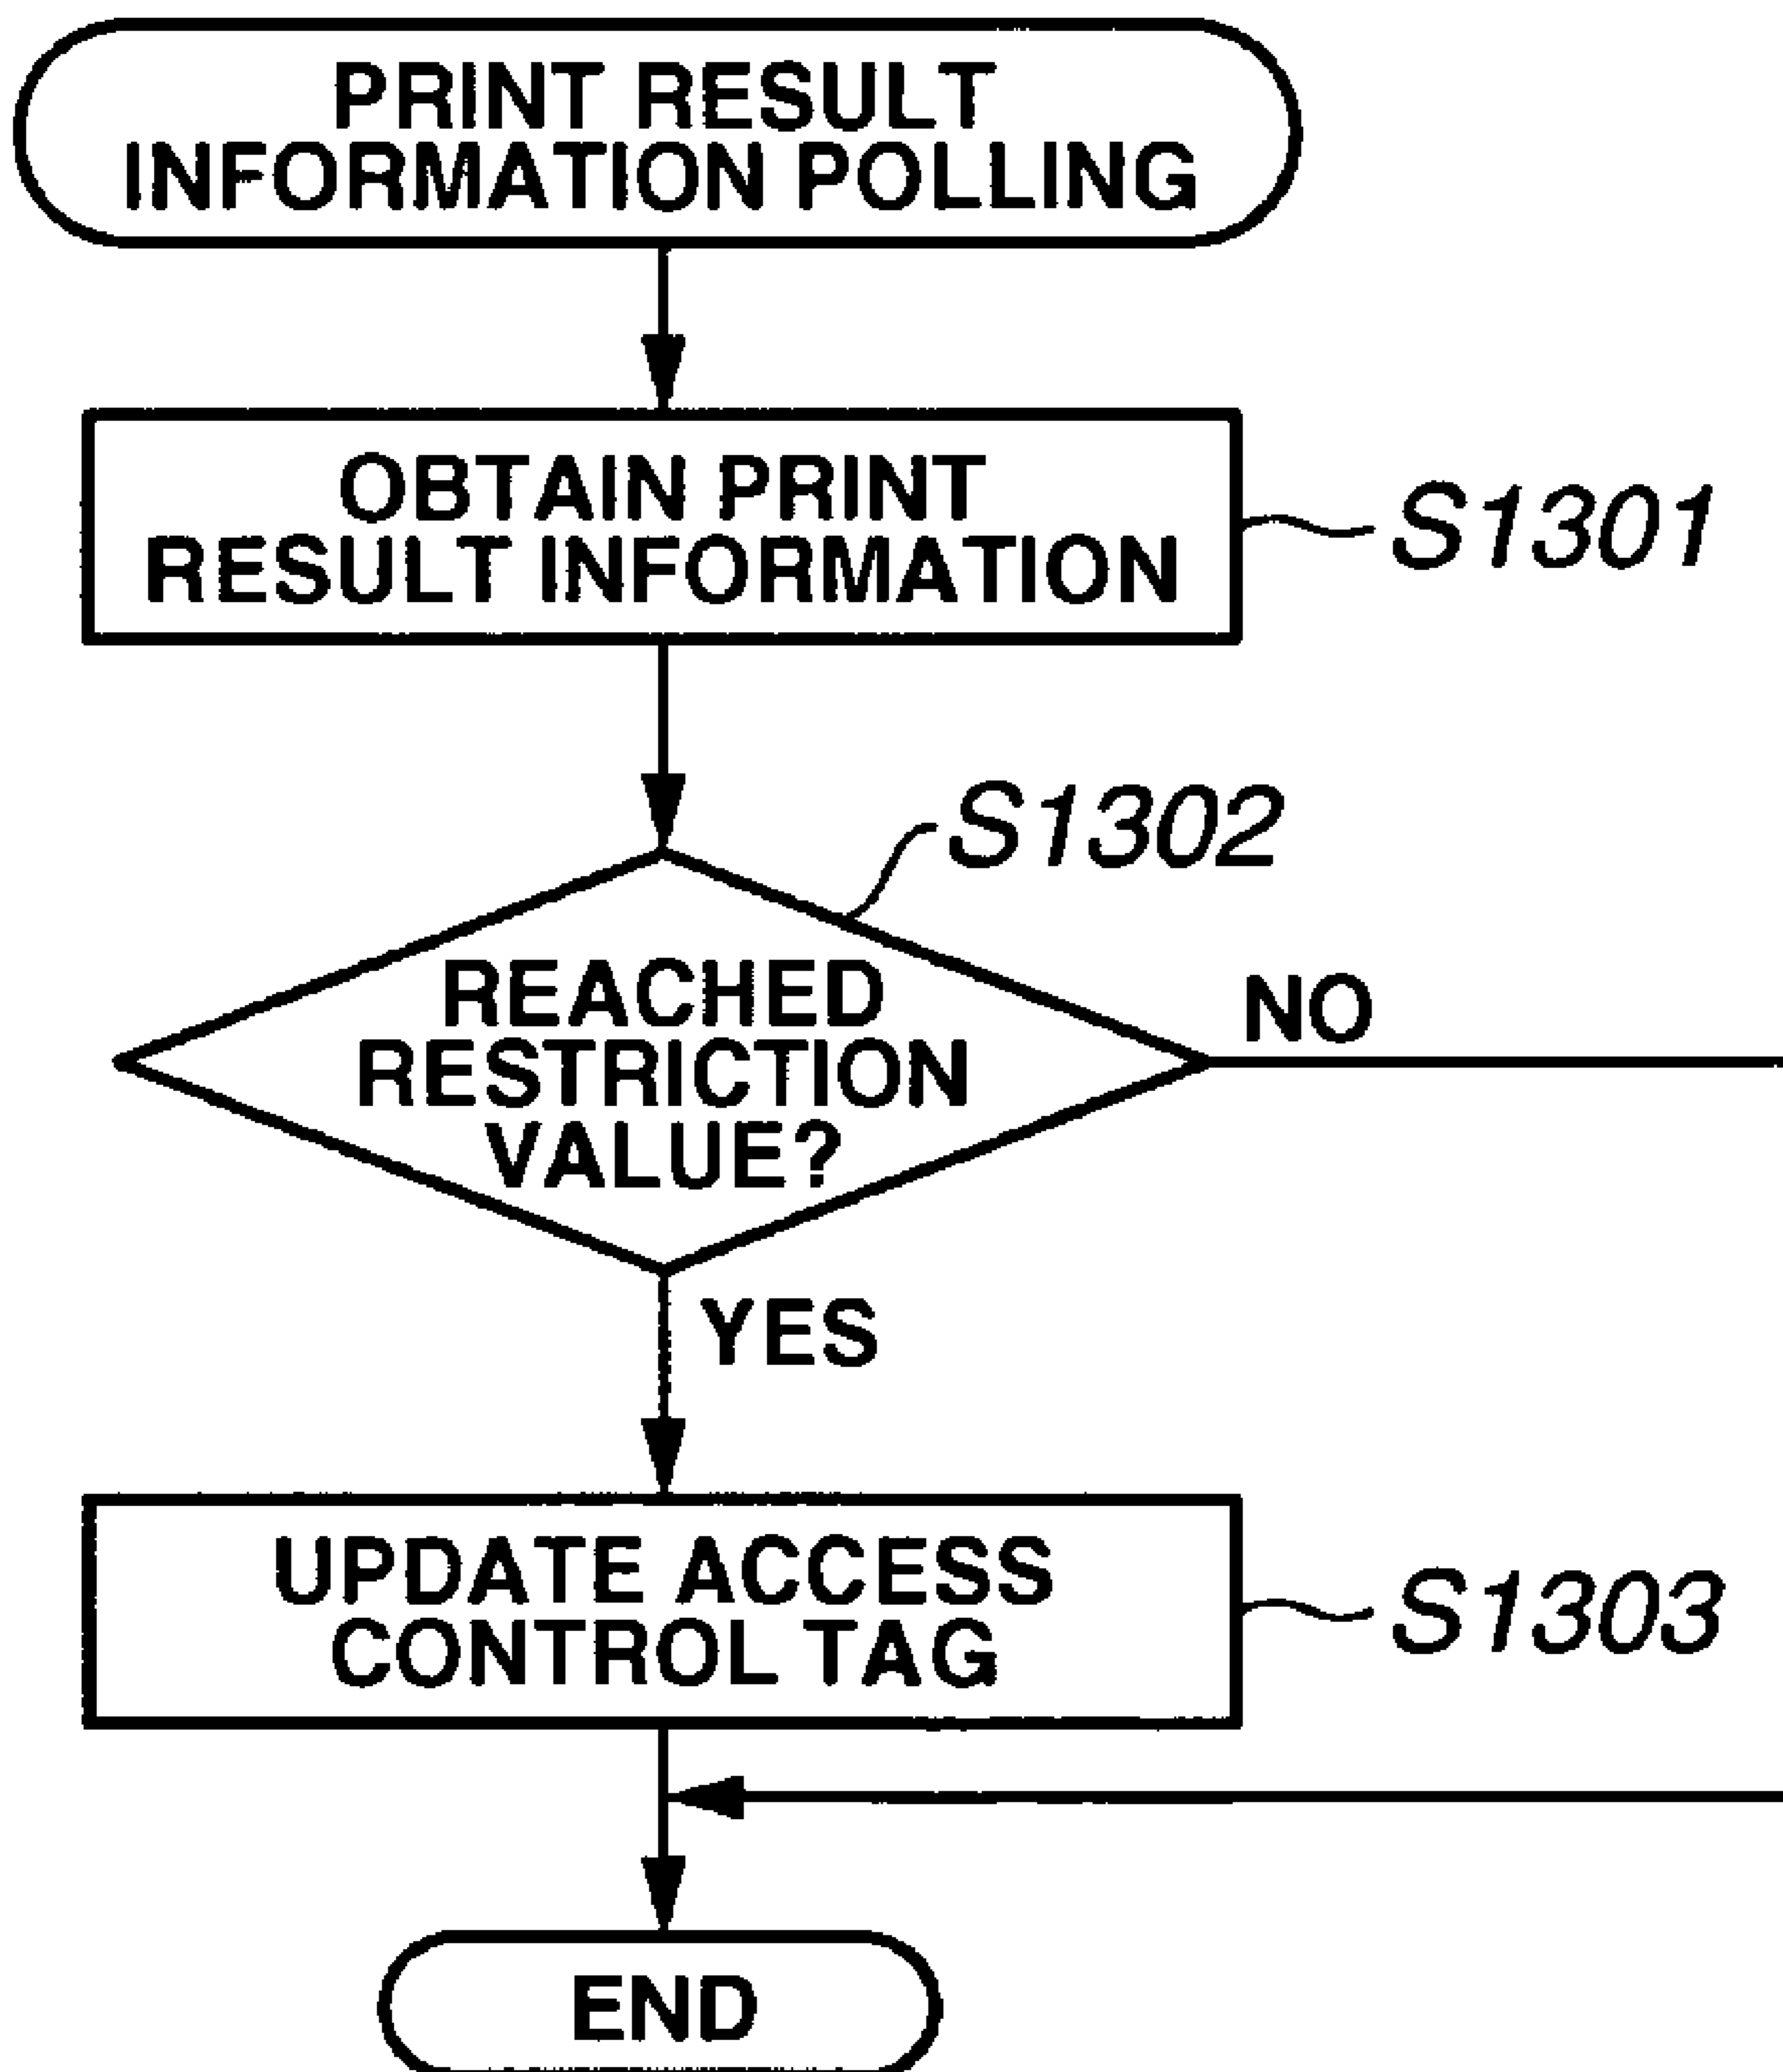 PRINT RESULT
INFORMATION POLLING
OBTAIN PRINT
RESULT INFORMATION
S1301
S1302
REACHED
RESTRICTION
VALUE?
NO
YES
UPDATE ACCESS
CONTROL TAG
S1303
END